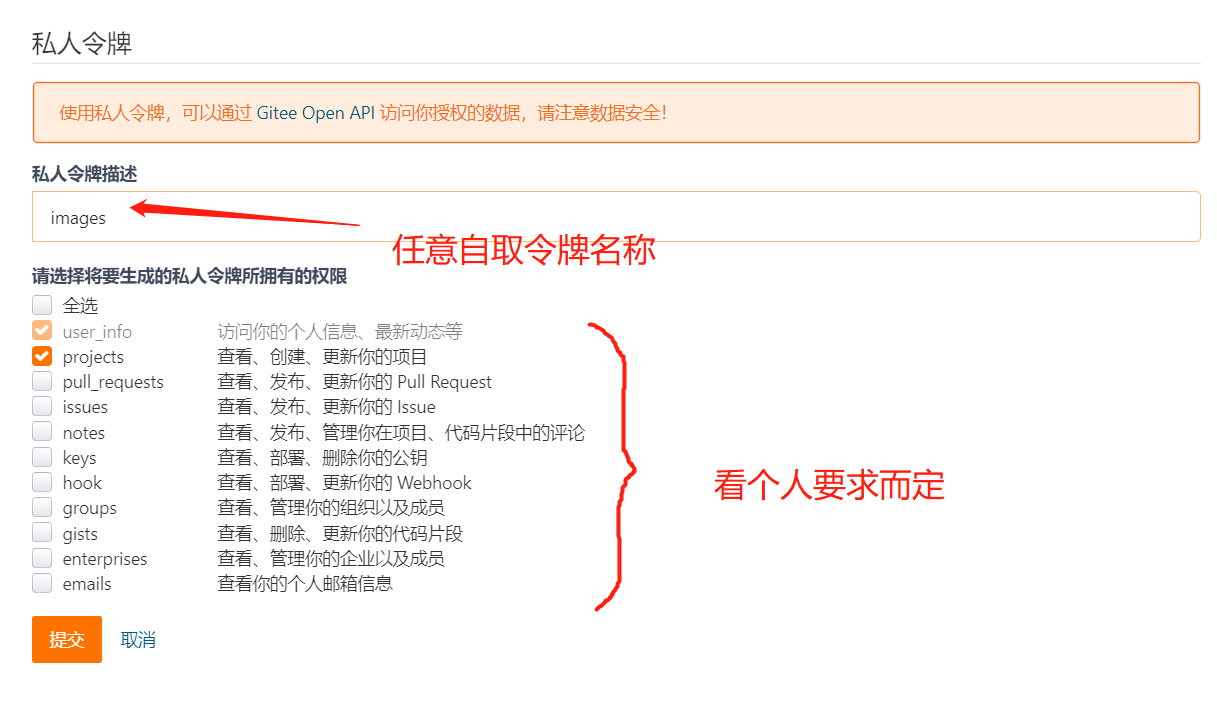 私人令牌
使用私人令牌，可以通过 Gitee Open API 访问你授权的数据，请注意数据安全！
私人令牌描述
images
任意自取令牌名称
请选择将要生成的私人令牌所拥有的权限
全选
user_info 访问你的个人信息、最新动态等
projects 查看、创建、更新你的项目
pull_requests 查看、发布、更新你的 Pull Request
issues 查看、发布、更新你的 Issue
notes 查看、发布、管理你在项目、代码片段中的评论
keys 查看、部署、删除你的公钥
hook 查看、部署、更新你的 Webhook
看个人要求而定
groups 查看、管理你的组织以及成员
gists 查看、删除、更新你的代码片段
enterprises 查看、管理你的企业以及成员
emails 查看你的个人邮箱信息
提交 取消